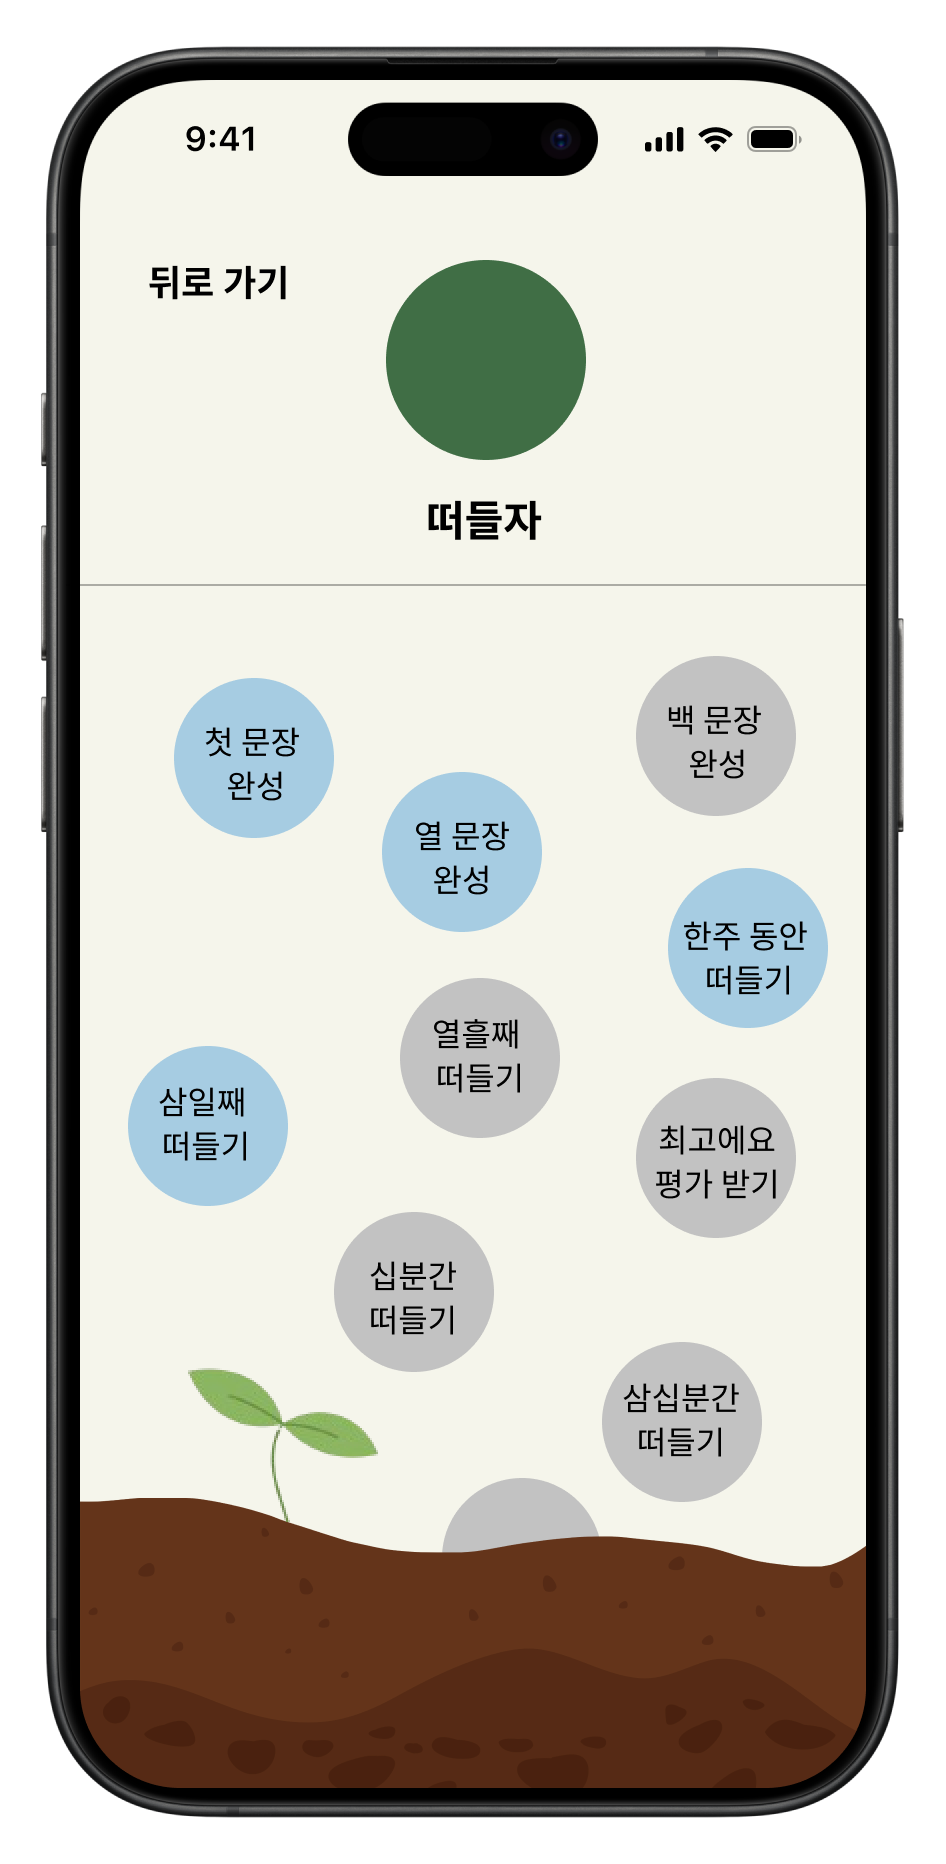 9:41
뒤로 가기
떠들자
첫 문장
완성
백 문장
완성
열 문장
완성
한주 동안
떠들기
열흘째
떠들기
삼일째
떠들기
최고에요
평가 받기
십분간
떠들기
삼십분간
떠들기